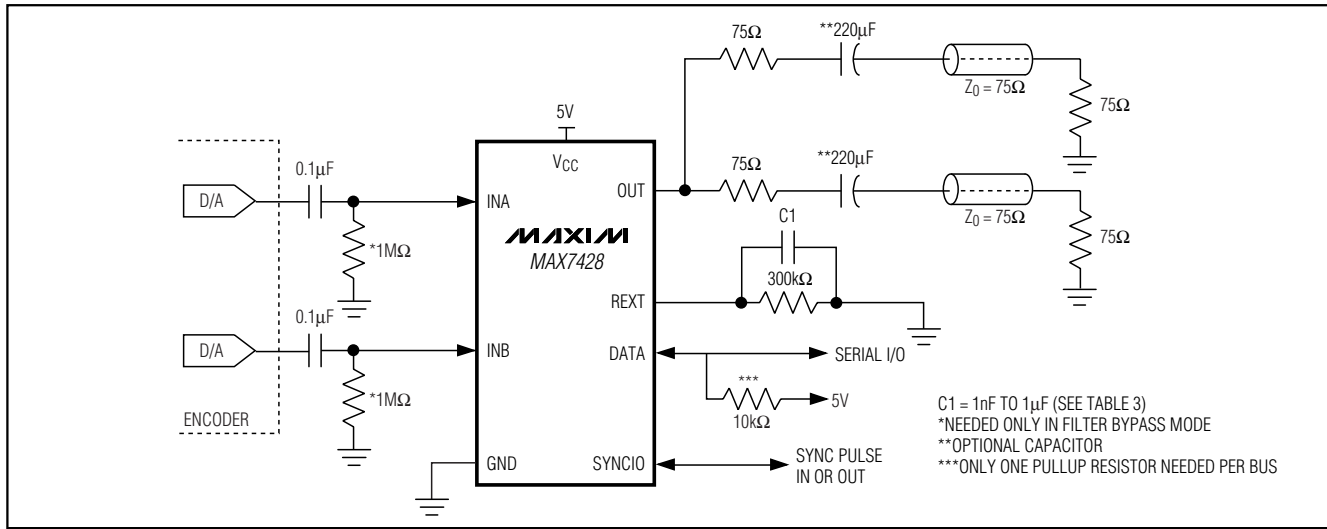 75Ω
**220µF
Z0 = 75Ω
75Ω
5V
VCC
ENCODER
D/A
0.1µF
*1MΩ
D/A
0.1µF
*1MΩ
INA
INB
GND
MAXIM
MAX7428
OUT
REXT
DATA
SYNCIO
75Ω
**220µF
Z0 = 75Ω
75Ω
C1
300kΩ
SERIAL I/O
***
10kΩ
5V
SYNC PULSE
IN OR OUT
C1 = 1nF TO 1µF (SEE TABLE 3)
*NEEDED ONLY IN FILTER BYPASS MODE
**OPTIONAL CAPACITOR
***ONLY ONE PULLUP RESISTOR NEEDED PER BUS